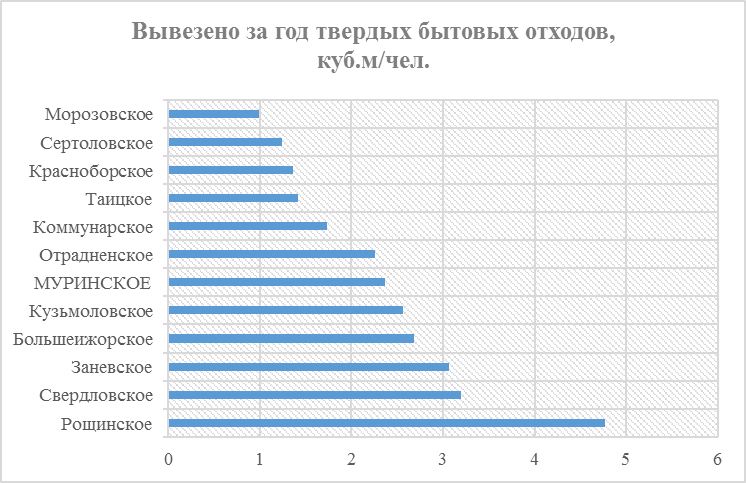 Вывезено за год твердых бытовых отходов,
куб.м/чел.
Морозовское
Сертоловское
Красноборское
Таицкое
Коммунарское
Отрадненское
МУРИНСКОЕ
Кузьмоловское
Большеижорское
Заневское
Свердловское
Рощинское
0 1 2 3 4 5 6